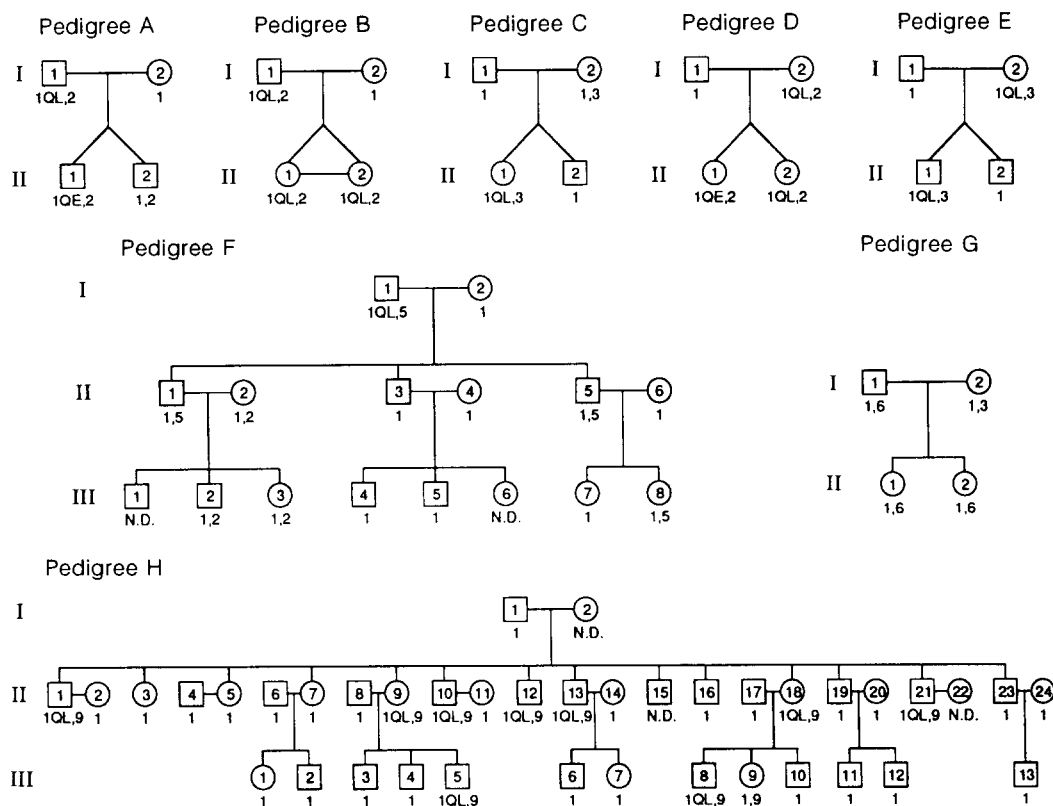 Pedigree A Pedigree B Pedigree C Pedigree D Pedigree E
I 1 2 1 2 1 2 1 2 1 2
1QL,2 1 1QL,2 1 1 1,3 1 1QL,2 1 1QL,3
II 1 2 1 2 1 2 1 2 1 2
1QE,2 1,2 1QL,2 1QL,2 1QL,3 1 1QE,2 1QL,2 1QL,3 1
Pedigree F Pedigree G
I 1 2
1QL,5 1
II 1 2 3 4 5 6 I 1 2
1,5 1,2 1 1 1,5 1 1,6 1,3
III 1 2 3 4 5 6 7 8 II 1 2
N.D. 1,2 1,2 1 1 N.D. 1 1,5 1,6 1,6
Pedigree H
I 1 2
1 N.D.
II 1 2 3 4 5 6 7 8 9 10 11 12 13 14 15 16 17 18 19 20 21 22 23 24
1QL,9 1 1 1 1 1 1 1 1QL,9 1QL,9 1 1QL,9 1QL,9 1 N.D. 1 1 1QL,9 1 1 1QL,9 N.D. 1 1
III 1 2 3 4 5 6 7 8 9 10 11 12 13
1 1 1 1 1QL,9 1 1 1QL,9 1,9 1 1 1 1